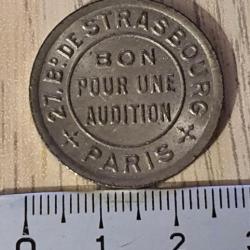 27. BD. DE STRASBOURG
BON
POUR UNE
AUDITION
PARIS
0 1 2